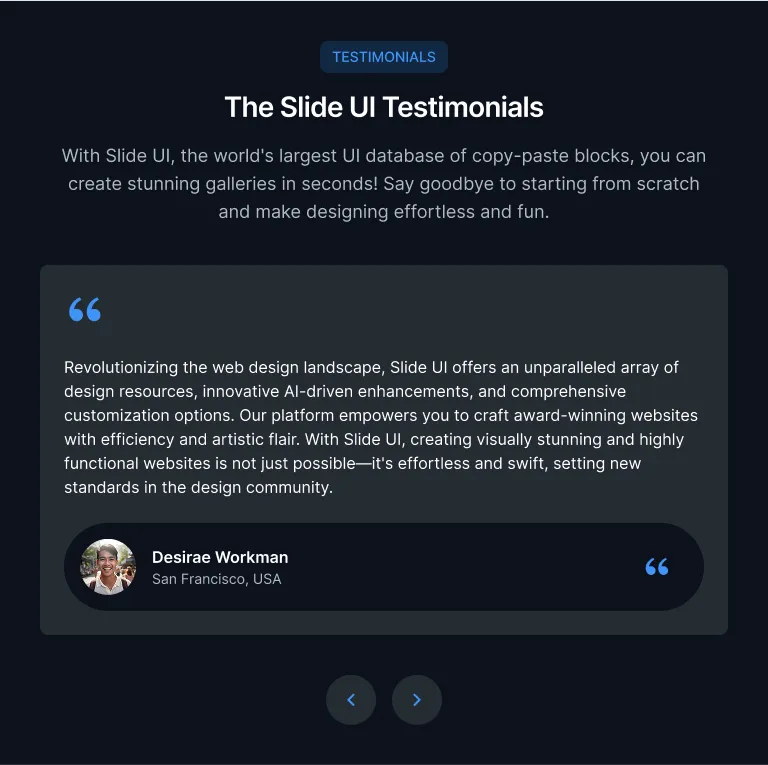 TESTIMONIALS
The Slide UI Testimonials
With Slide UI, the world's largest UI database of copy-paste blocks, you can
create stunning galleries in seconds! Say goodbye to starting from scratch
and make designing effortless and fun.
“
Revolutionizing the web design landscape, Slide UI offers an unparalleled array of
design resources, innovative AI-driven enhancements, and comprehensive
customization options. Our platform empowers you to craft award-winning websites
with efficiency and artistic flair. With Slide UI, creating visually stunning and highly
functional websites is not just possible—it's effortless and swift, setting new
standards in the design community.
Desirae Workman
San Francisco, USA
“